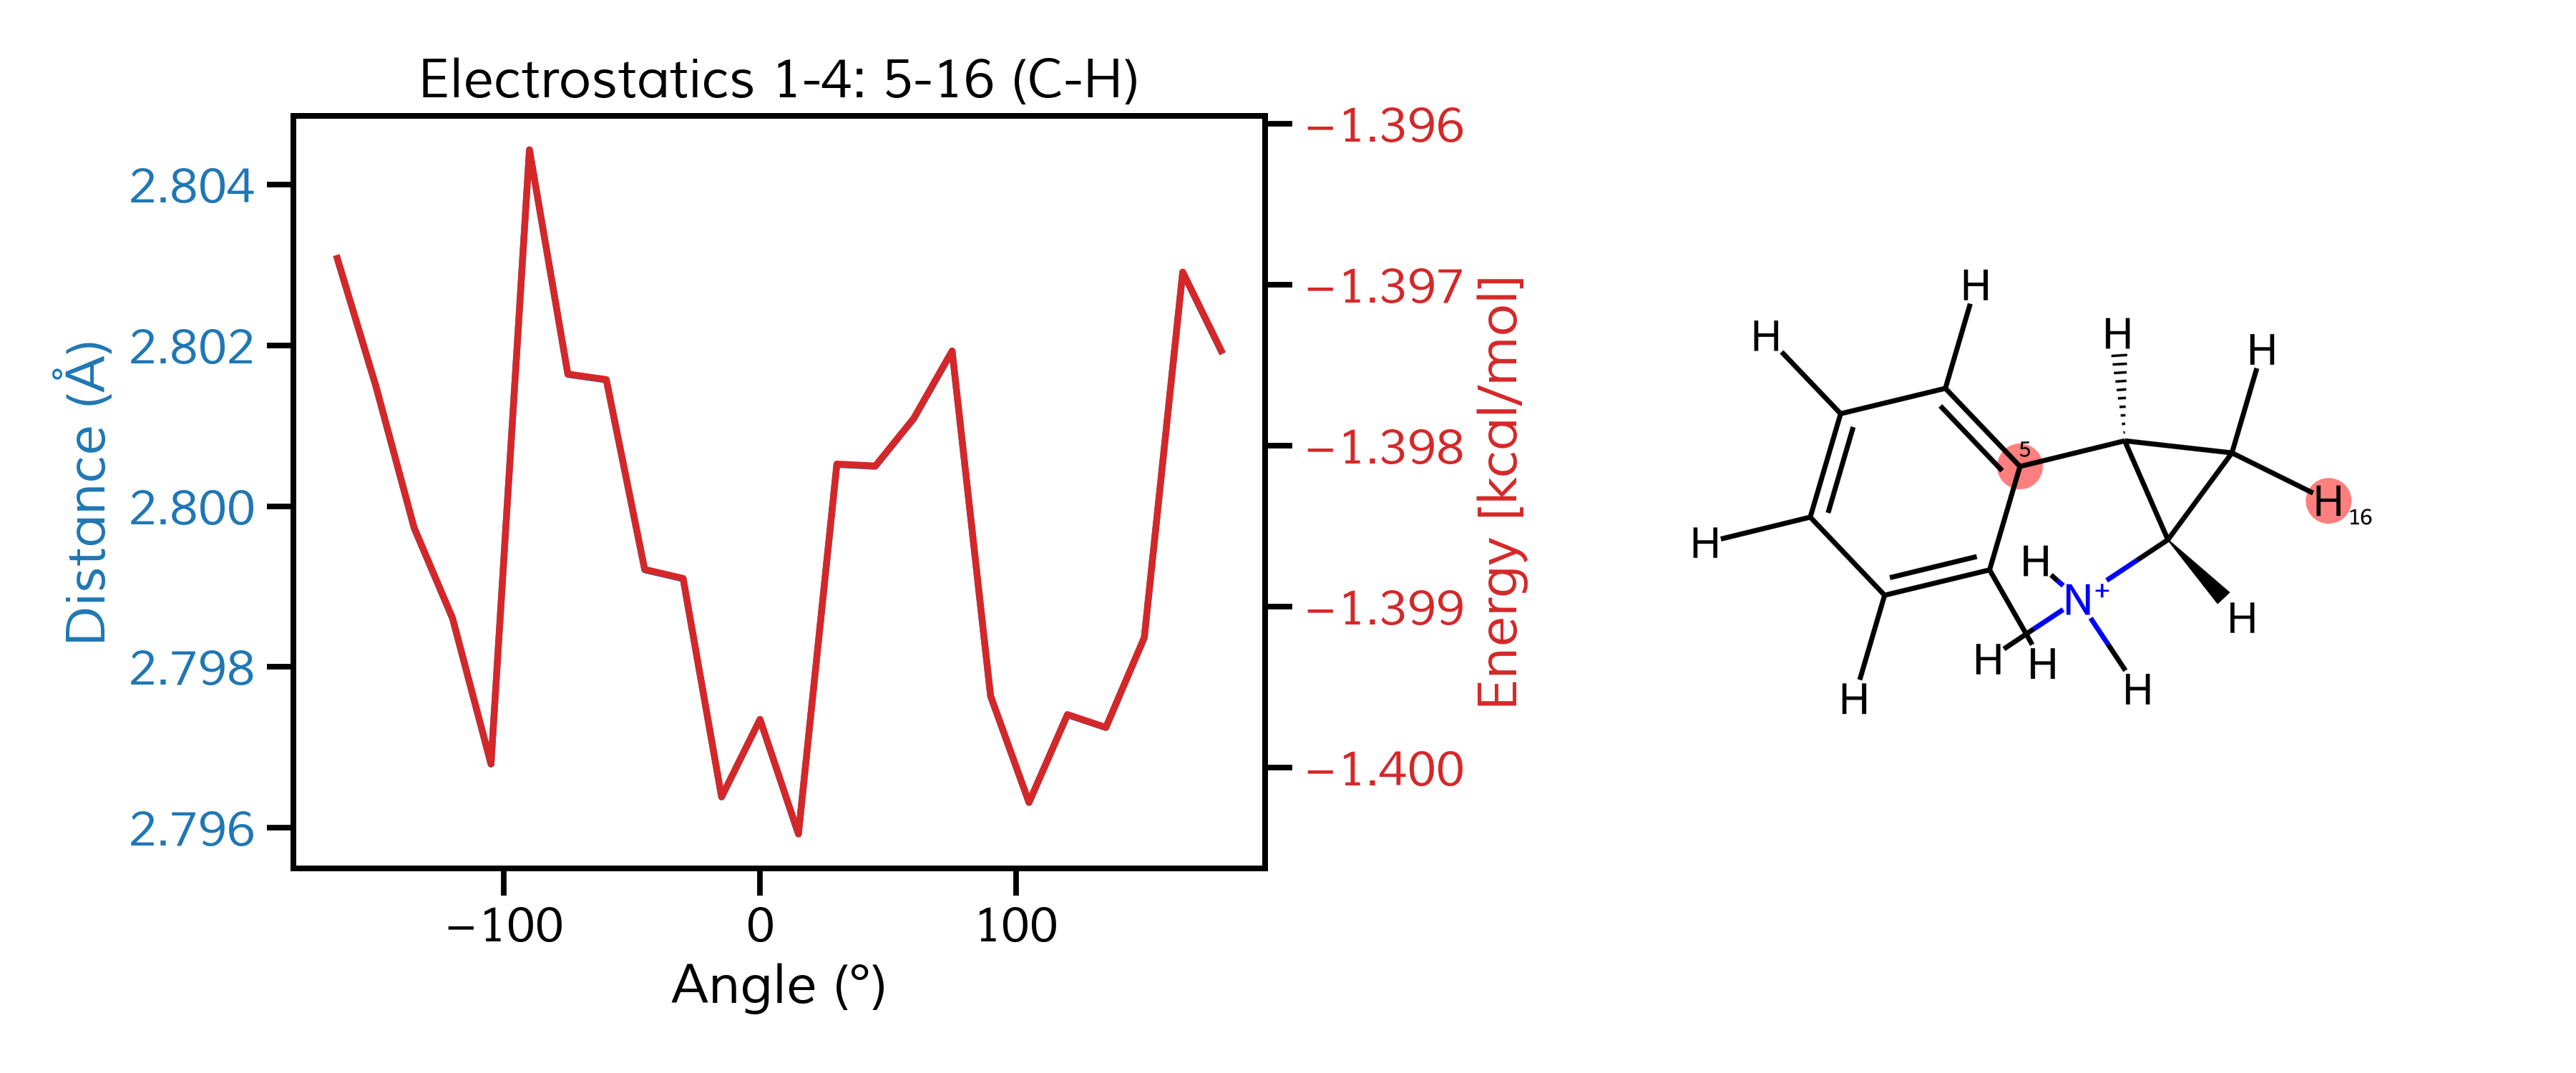 Electrostatics 1-4: 5-16 (C-H)
2.804
2.802
2.800
2.798
2.796
Distance (Å)
−1.396
−1.397
−1.398
−1.399
−1.400
Energy [kcal/mol]
−100 0 100
Angle (°)
H
H
H
H
5
H
16
H
H
N+
H
H
H
H
H